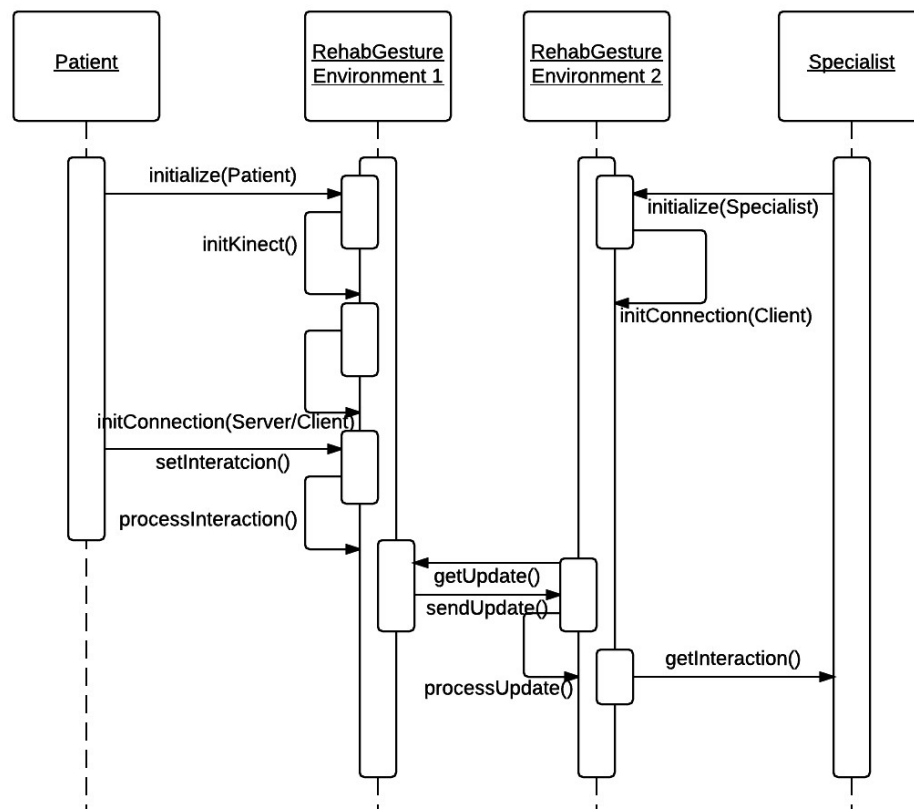 Patient
RehabGesture
Environment 1
RehabGesture
Environment 2
Specialist
initialize(Patient)
initialize(Specialist)
initKinect()
initConnection(Client)
initConnection(Server/Client)
setInteratcion()
processInteraction()
getUpdate()
sendUpdate()
getInteraction()
processUpdate()